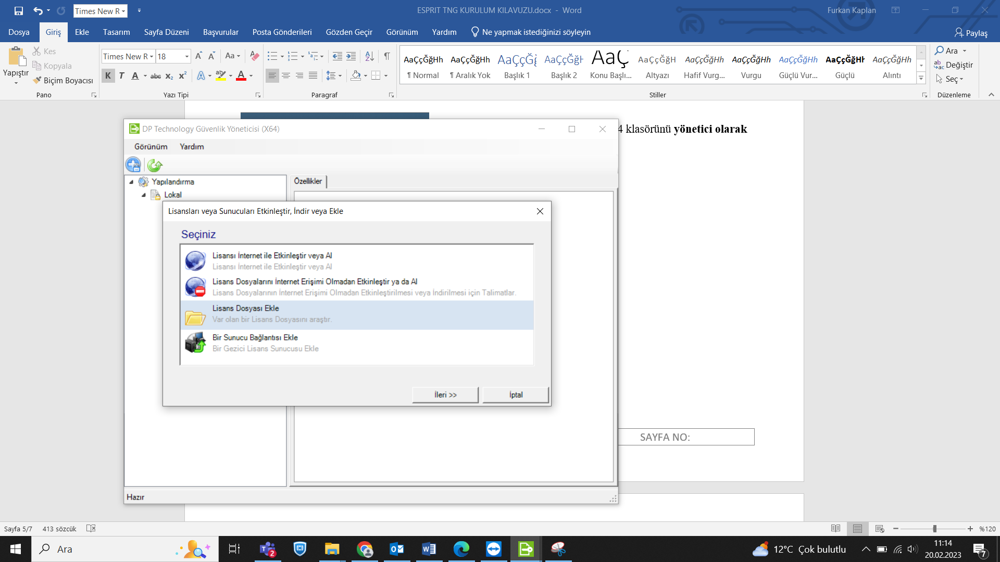 Times New R
ESPRIT TNG KURULUM KILAVUZU.docx - Word
Furkan Kaplan
Dosya Giriş Ekle Tasarım Sayfa Düzeni Başvurular Posta Gönderileri Gözden Geçir Görünüm Yardım Ne yapmak istediğinizi söyleyin Paylaş
Yapıştır
Kes
Kopyala
Biçim Boyacısı
Pano
Times New R 18
Aa
K T A abc x₂ x² A ab A
Yazı Tipi
Paragraf
AaÇçĞğHh AaÇçĞğHh AaÇçĞğ AaÇçĞğH AaÇ AaÇçĞğH AaÇçĞğHh AaÇçĞğHh AaÇçĞğHh AaÇçĞğHh AaÇçĞğHh
¶ Normal ¶ Aralık Yok Başlık 1 Başlık 2 Konu Başlı... Altyazı Hafif Vurg... Vurgu Güçlü Vur... Güçlü Alıntı
Stiller
Ara
Değiştir
Seç
Düzenleme
4 klasörünü yönetici olarak
DP Technology Güvenlik Yöneticisi (X64)
Görünüm Yardım
Yapılandırma
Lokal
Özellikler
Lisansları veya Sunucuları Etkinleştir, İndir veya Ekle
Seçiniz
Lisansı İnternet ile Etkinleştir veya Al
Lisansı İnternet ile Etkinleştir veya Al
Lisans Dosyalarını İnternet Erişimi Olmadan Etkinleştir ya da Al
Lisans Dosyalarının İnternet Erişimi Olmadan Etkinleştirilmesi veya İndirilmesi için Talimatlar.
Lisans Dosyası Ekle
Var olan bir Lisans Dosyasını araştır.
Bir Sunucu Bağlantısı Ekle
Bir Gezici Lisans Sunucusu Ekle
İleri >>
İptal
SAYFA NO:
Hazır
Sayfa 5/7 413 sözcük
%120
Ara
2
12°C Çok bulutlu
11:14
20.02.2023
7